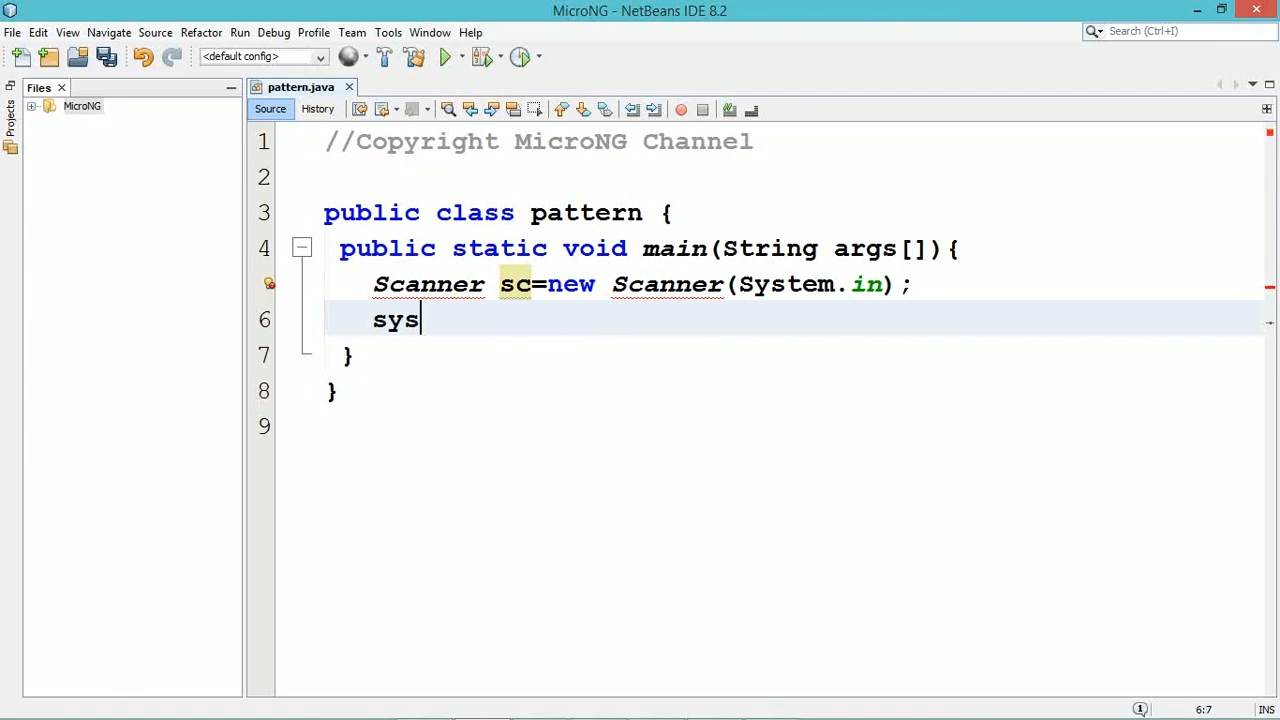 MicroNG - NetBeans IDE 8.2
File Edit View Navigate Source Refactor Run Debug Profile Team Tools Window Help
Search (Ctrl+I)
<default config>
Files
pattern.java
Projects
MicroNG
Source History
1 //Copyright MicroNG Channel
2
3 public class pattern {
4 public static void main(String args[]){
Scanner sc=new Scanner(System.in);
6 sys
7 }
8 }
9
6:7 INS